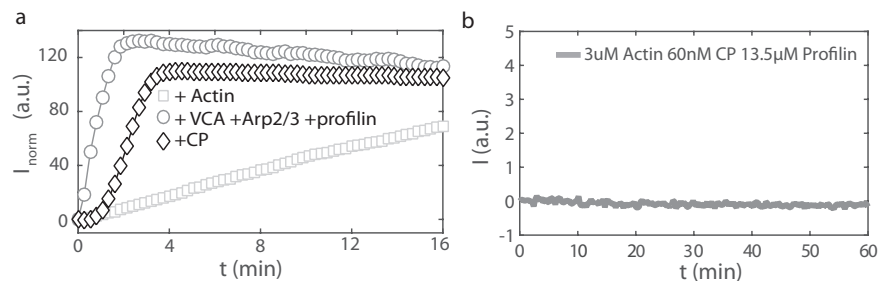 a
120
80
40
0
I norm (a.u.)
+ Actin
+ VCA +Arp2/3 +profilin
+CP
0 4 8 12 16
t (min)
b
5
4
3
2
1
0
-1
I (a.u.)
3uM Actin 60nM CP 13.5μM Profilin
0 10 20 30 40 50 60
t (min)